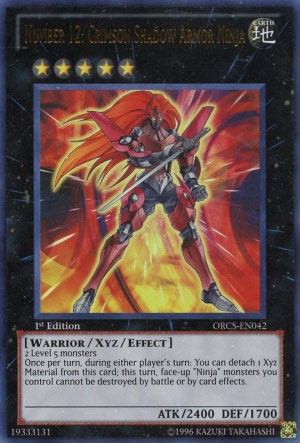 Number 12: Crimson Shadow Armor Ninja
EARTH
地
1st Edition
ORCS-EN042
[Warrior / Xyz / Effect]
2 Level 5 monsters
Once per turn, during either player's turn: You can detach 1 Xyz
Material from this card; this turn, face-up "Ninja" monsters you
control cannot be destroyed by battle or by card effects.
ATK/2400 DEF/1700
19333131
©1996 KAZUKI TAKAHASHI